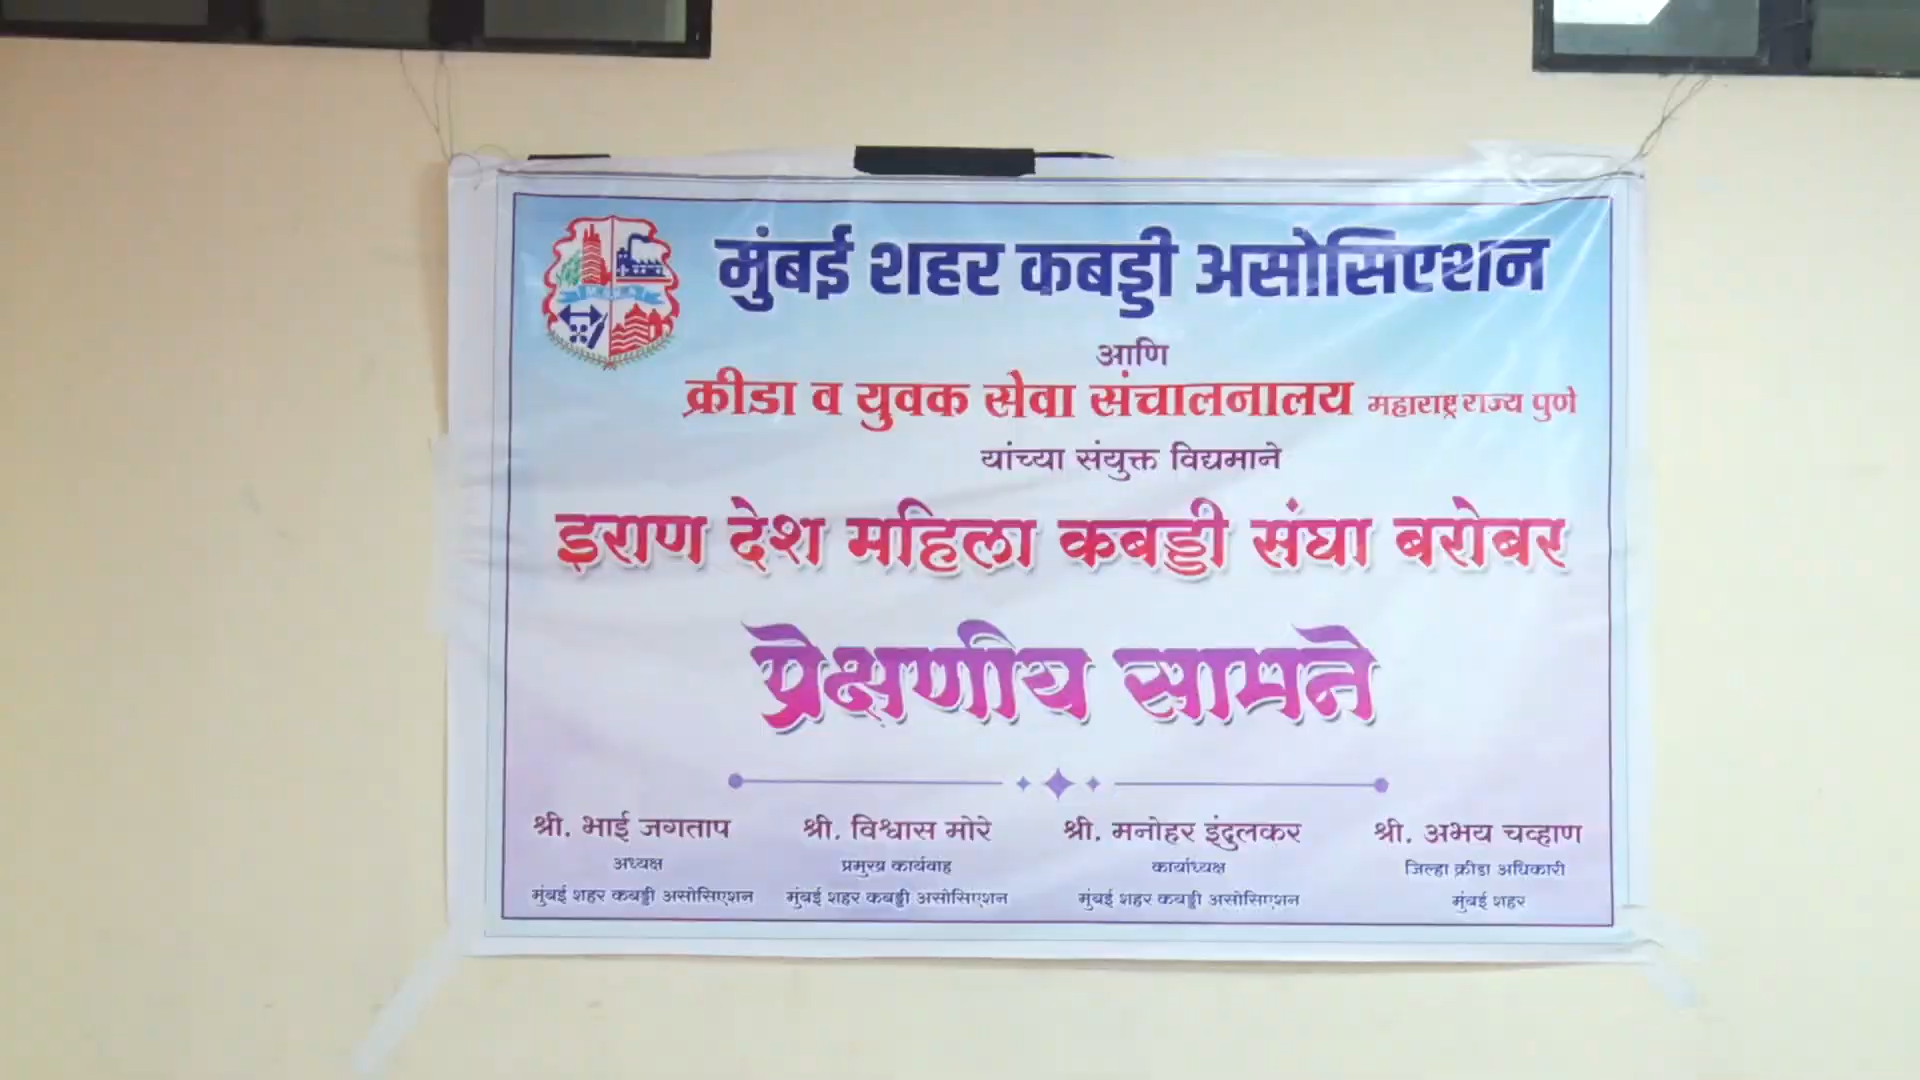 मुंबई शहर कबड्डी असोसिएशन
आणि
क्रीडा व युवक सेवा संचालनालय महाराष्ट्र राज्य पुणे
यांच्या संयुक्त विद्यमाने
इराण देश महिला कबड्डी संघा बरोबर
प्रेक्षणीय सामने
श्री. भाई जगताप श्री. विश्वास मोरे श्री. मनोहर इंदुलकर श्री. अभय चव्हाण
अध्यक्ष प्रमुख कार्यवाह कार्याध्यक्ष जिल्हा क्रीडा अधिकारी
मुंबई शहर कबड्डी असोसिएशन मुंबई शहर कबड्डी असोसिएशन मुंबई शहर कबड्डी असोसिएशन मुंबई शहर